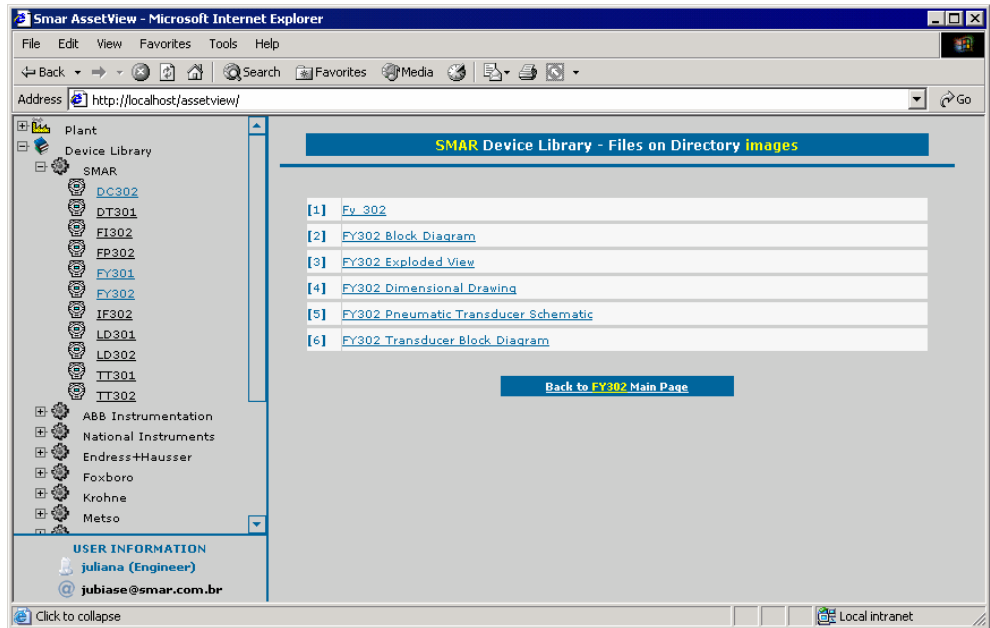 Smar AssetView - Microsoft Internet Explorer
File Edit View Favorites Tools Help
Back Search Favorites Media
Address http://localhost/assetview/ Go
Plant
Device Library
SMAR
DC302
DT301
FI302
FP302
FY301
FY302
IF302
LD301
LD302
TT301
TT302
ABB Instrumentation
National Instruments
Endress+Hausser
Foxboro
Krohne
Metso
USER INFORMATION
juliana (Engineer)
jubiase@smar.com.br
SMAR Device Library - Files on Directory images
[1] Fy_302
[2] FY302 Block Diagram
[3] FY302 Exploded View
[4] FY302 Dimensional Drawing
[5] FY302 Pneumatic Transducer Schematic
[6] FY302 Transducer Block Diagram
Back to FY302 Main Page
Click to collapse Local intranet